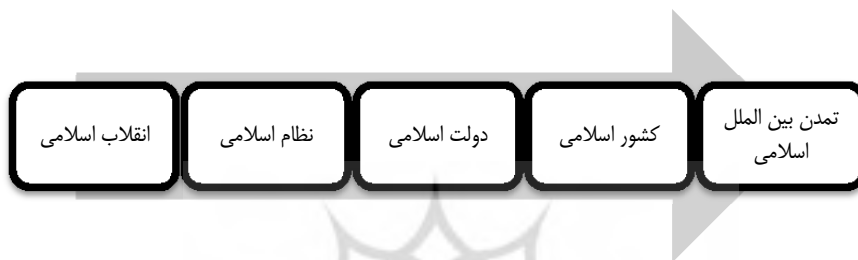 انقلاب اسلامی
نظام اسلامی
دولت اسلامی
کشور اسلامی
تمدن بین الملل
اسلامی